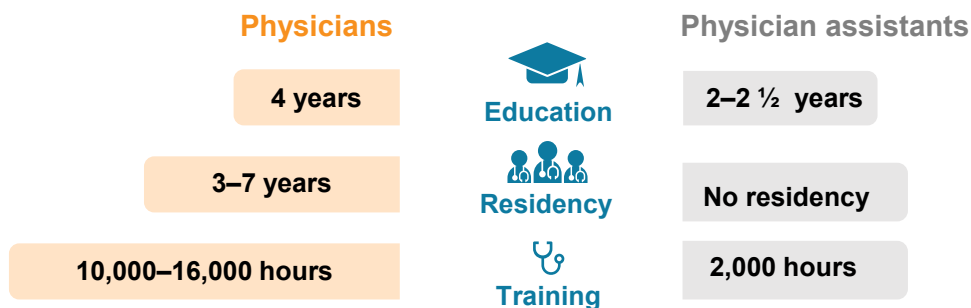 Physicians
Physician assistants
4 years
Education
2–2 ½ years
3–7 years
Residency
No residency
10,000–16,000 hours
Training
2,000 hours